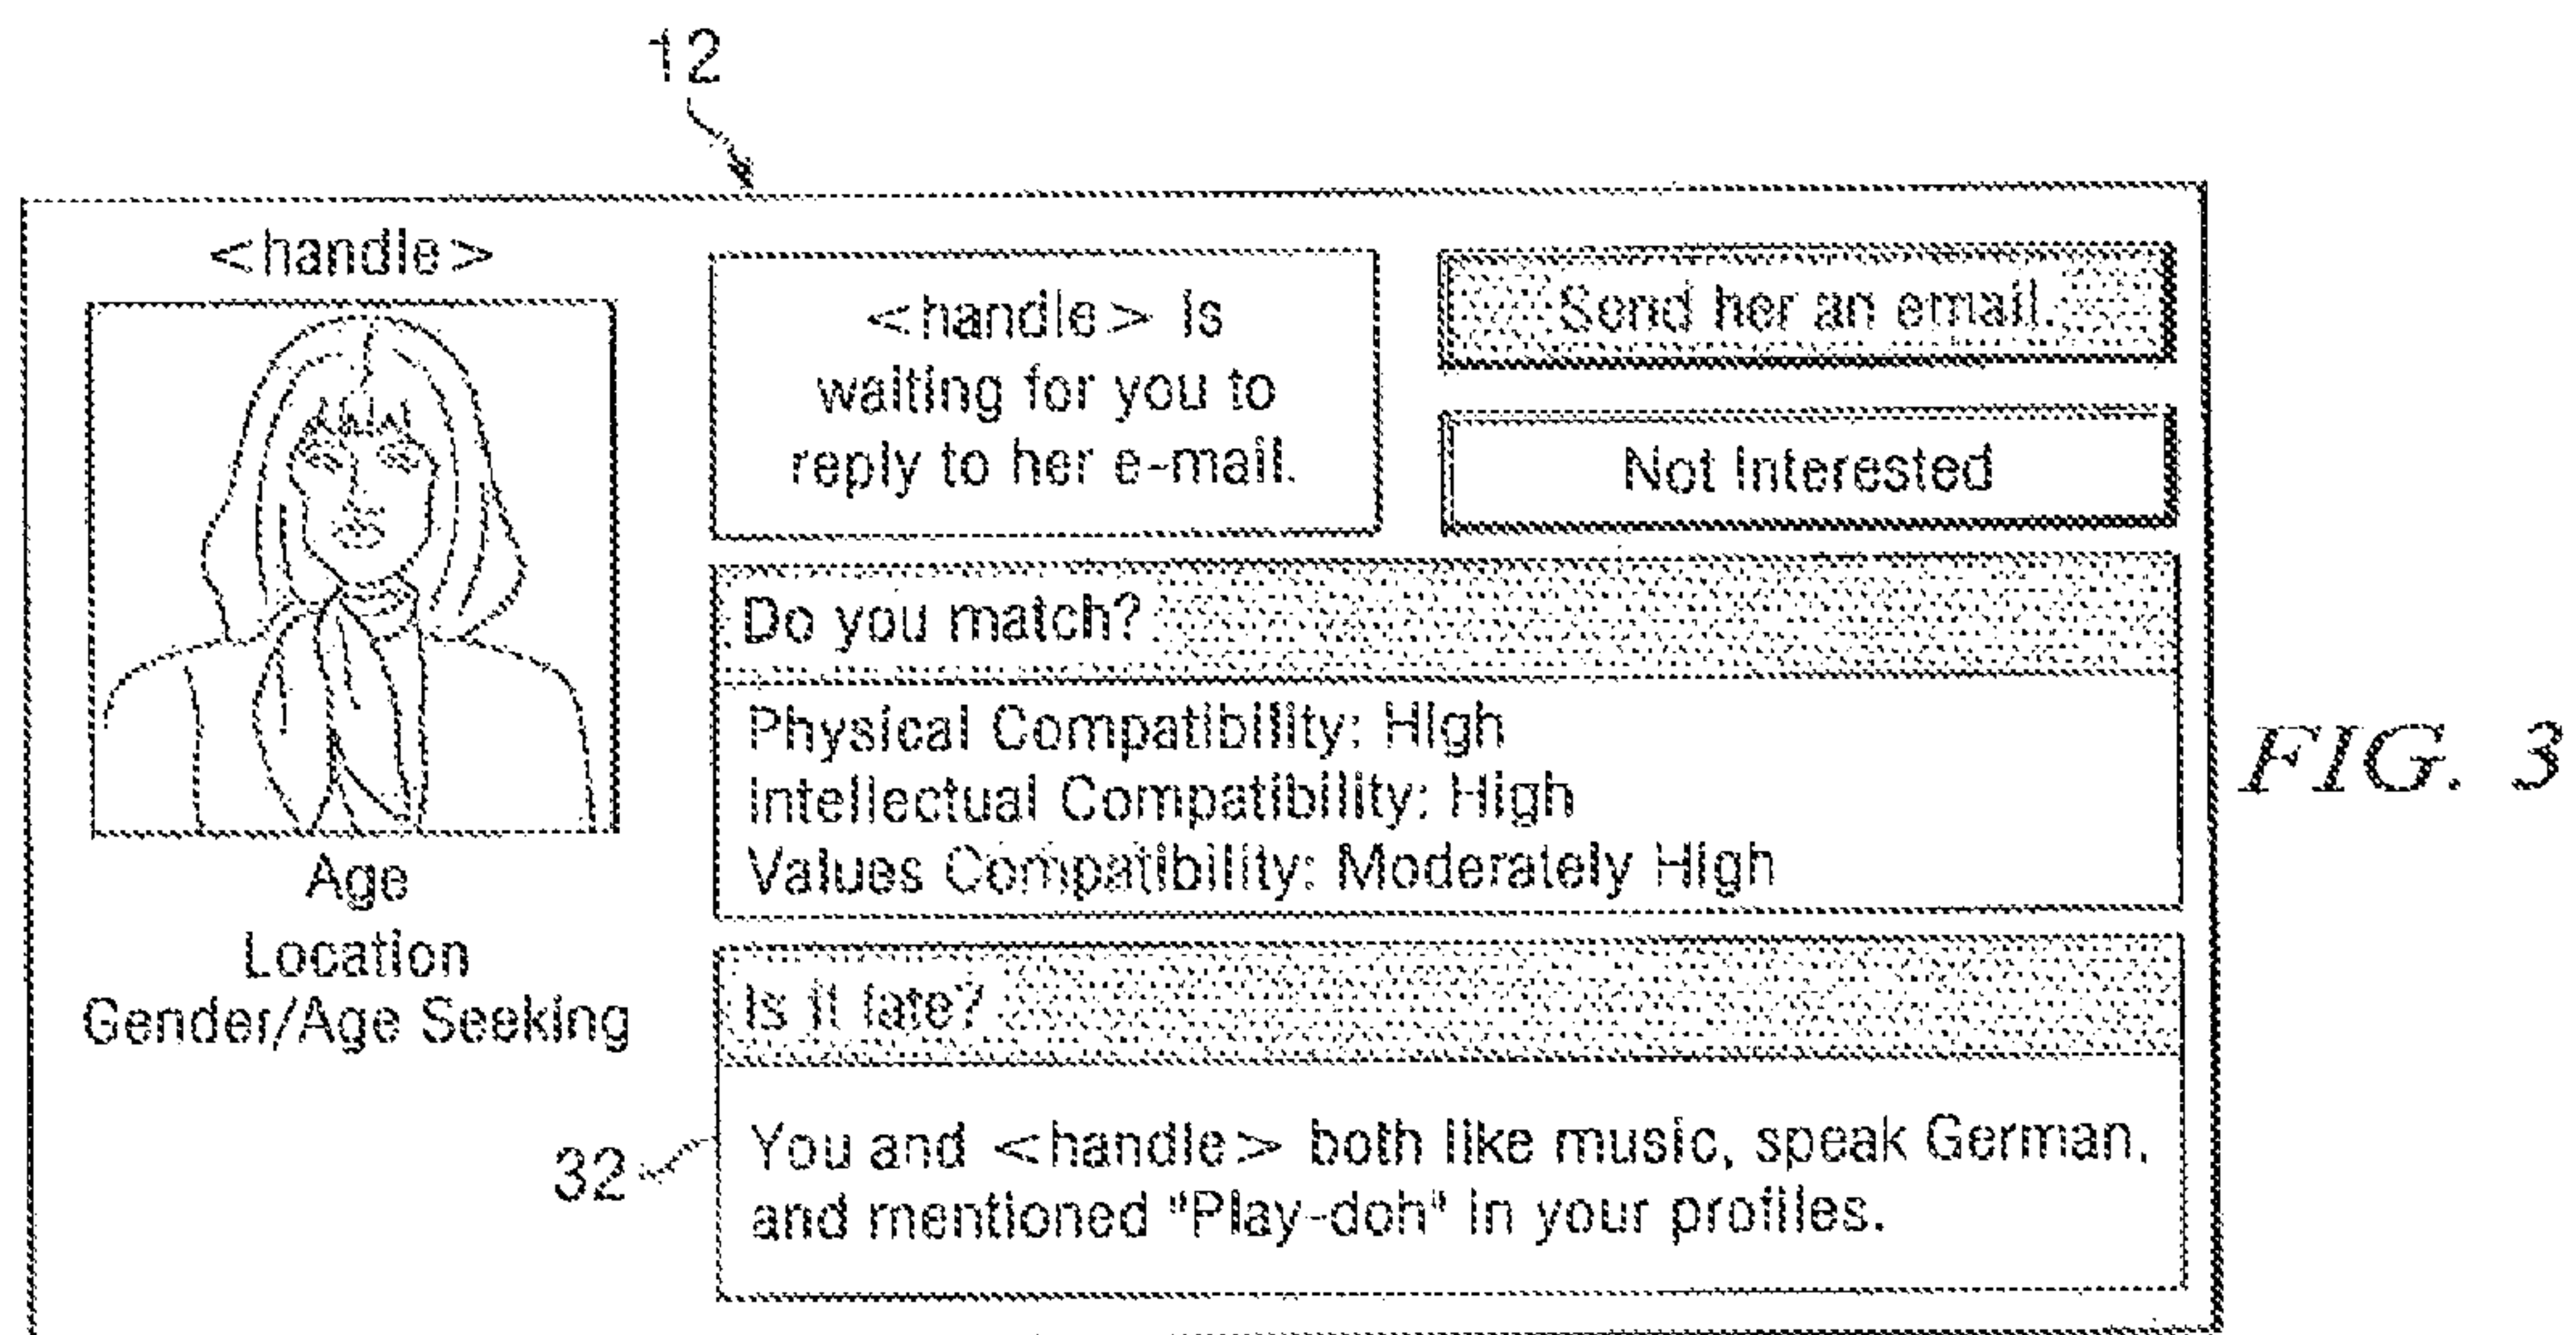 12
<handle>
<handle> is
waiting for you to
reply to her e-mail.
Send her an email.
Not Interested
Do you match?
Physical Compatibility: High
Intellectual Compatibility: High
Values Compatibility: Moderately High
Age
Location
Gender/Age Seeking
Is it fate?
32
You and <handle> both like music, speak German,
and mentioned "Play-doh" in your profiles.
FIG. 3